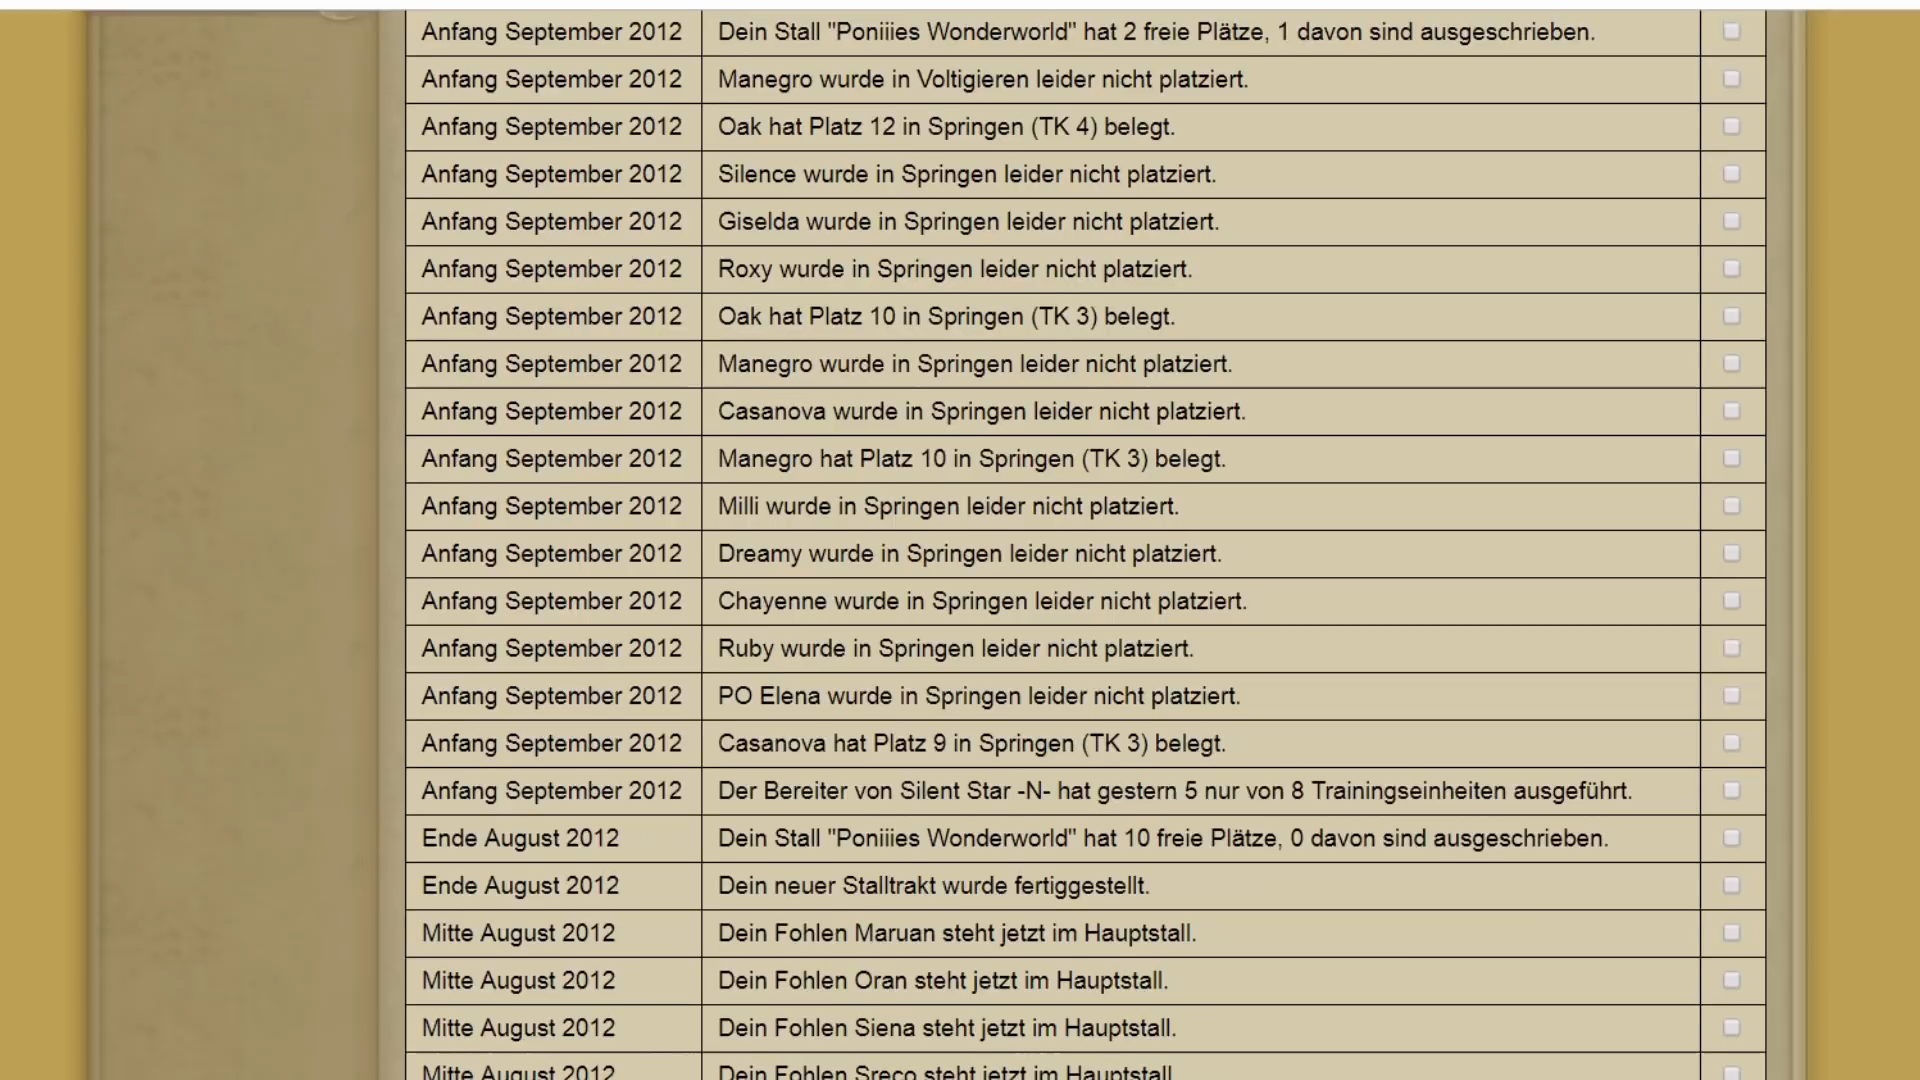 Anfang September 2012 Dein Stall "Poniiies Wonderworld" hat 2 freie Plätze, 1 davon sind ausgeschrieben.
Anfang September 2012 Manegro wurde in Voltigieren leider nicht platziert.
Anfang September 2012 Oak hat Platz 12 in Springen (TK 4) belegt.
Anfang September 2012 Silence wurde in Springen leider nicht platziert.
Anfang September 2012 Giselda wurde in Springen leider nicht platziert.
Anfang September 2012 Roxy wurde in Springen leider nicht platziert.
Anfang September 2012 Oak hat Platz 10 in Springen (TK 3) belegt.
Anfang September 2012 Manegro wurde in Springen leider nicht platziert.
Anfang September 2012 Casanova wurde in Springen leider nicht platziert.
Anfang September 2012 Manegro hat Platz 10 in Springen (TK 3) belegt.
Anfang September 2012 Milli wurde in Springen leider nicht platziert.
Anfang September 2012 Dreamy wurde in Springen leider nicht platziert.
Anfang September 2012 Chayenne wurde in Springen leider nicht platziert.
Anfang September 2012 Ruby wurde in Springen leider nicht platziert.
Anfang September 2012 PO Elena wurde in Springen leider nicht platziert.
Anfang September 2012 Casanova hat Platz 9 in Springen (TK 3) belegt.
Anfang September 2012 Der Bereiter von Silent Star -N- hat gestern 5 nur von 8 Trainingseinheiten ausgeführt.
Ende August 2012 Dein Stall "Poniiies Wonderworld" hat 10 freie Plätze, 0 davon sind ausgeschrieben.
Ende August 2012 Dein neuer Stalltrakt wurde fertiggestellt.
Mitte August 2012 Dein Fohlen Maruan steht jetzt im Hauptstall.
Mitte August 2012 Dein Fohlen Oran steht jetzt im Hauptstall.
Mitte August 2012 Dein Fohlen Siena steht jetzt im Hauptstall.
Mitte August 2012 Dein Fohlen Sreco steht jetzt im Hauptstall.